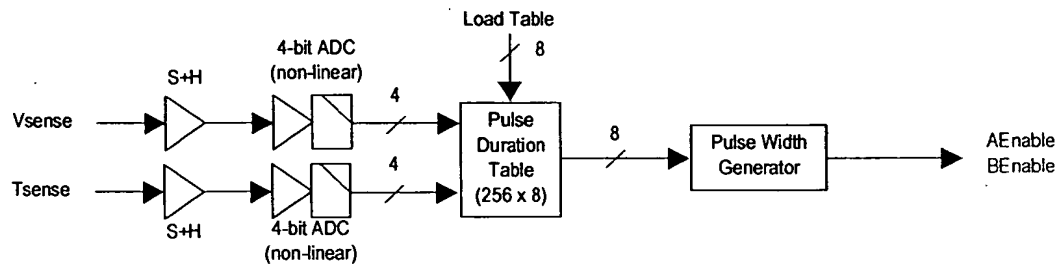 Load Table
8
4-bit ADC
(non-linear)
S+H
4
Vsense
Pulse
Duration
Table
(256 x 8)
8
Pulse Width
Generator
AEnable
BEnable
Tsense
4
S+H
4-bit ADC
(non-linear)